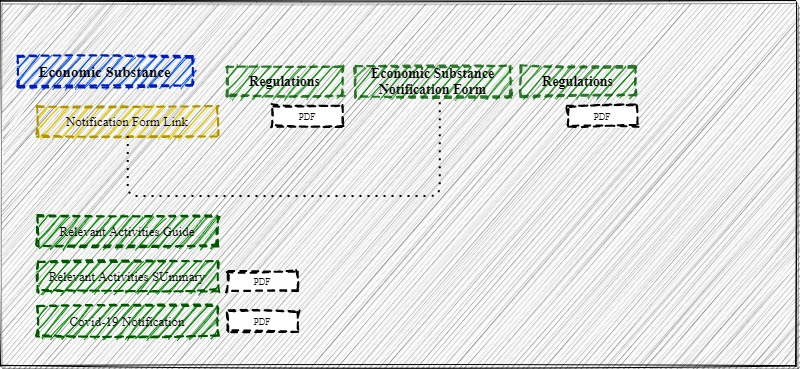 Economic Substance
Regulations
Economic Substance
Notification Form
Regulations
Notification Form Link
PDF
PDF
Relevant Activities Guide
Relevant Activities SUmmary
PDF
Covid-19 Notification
PDF